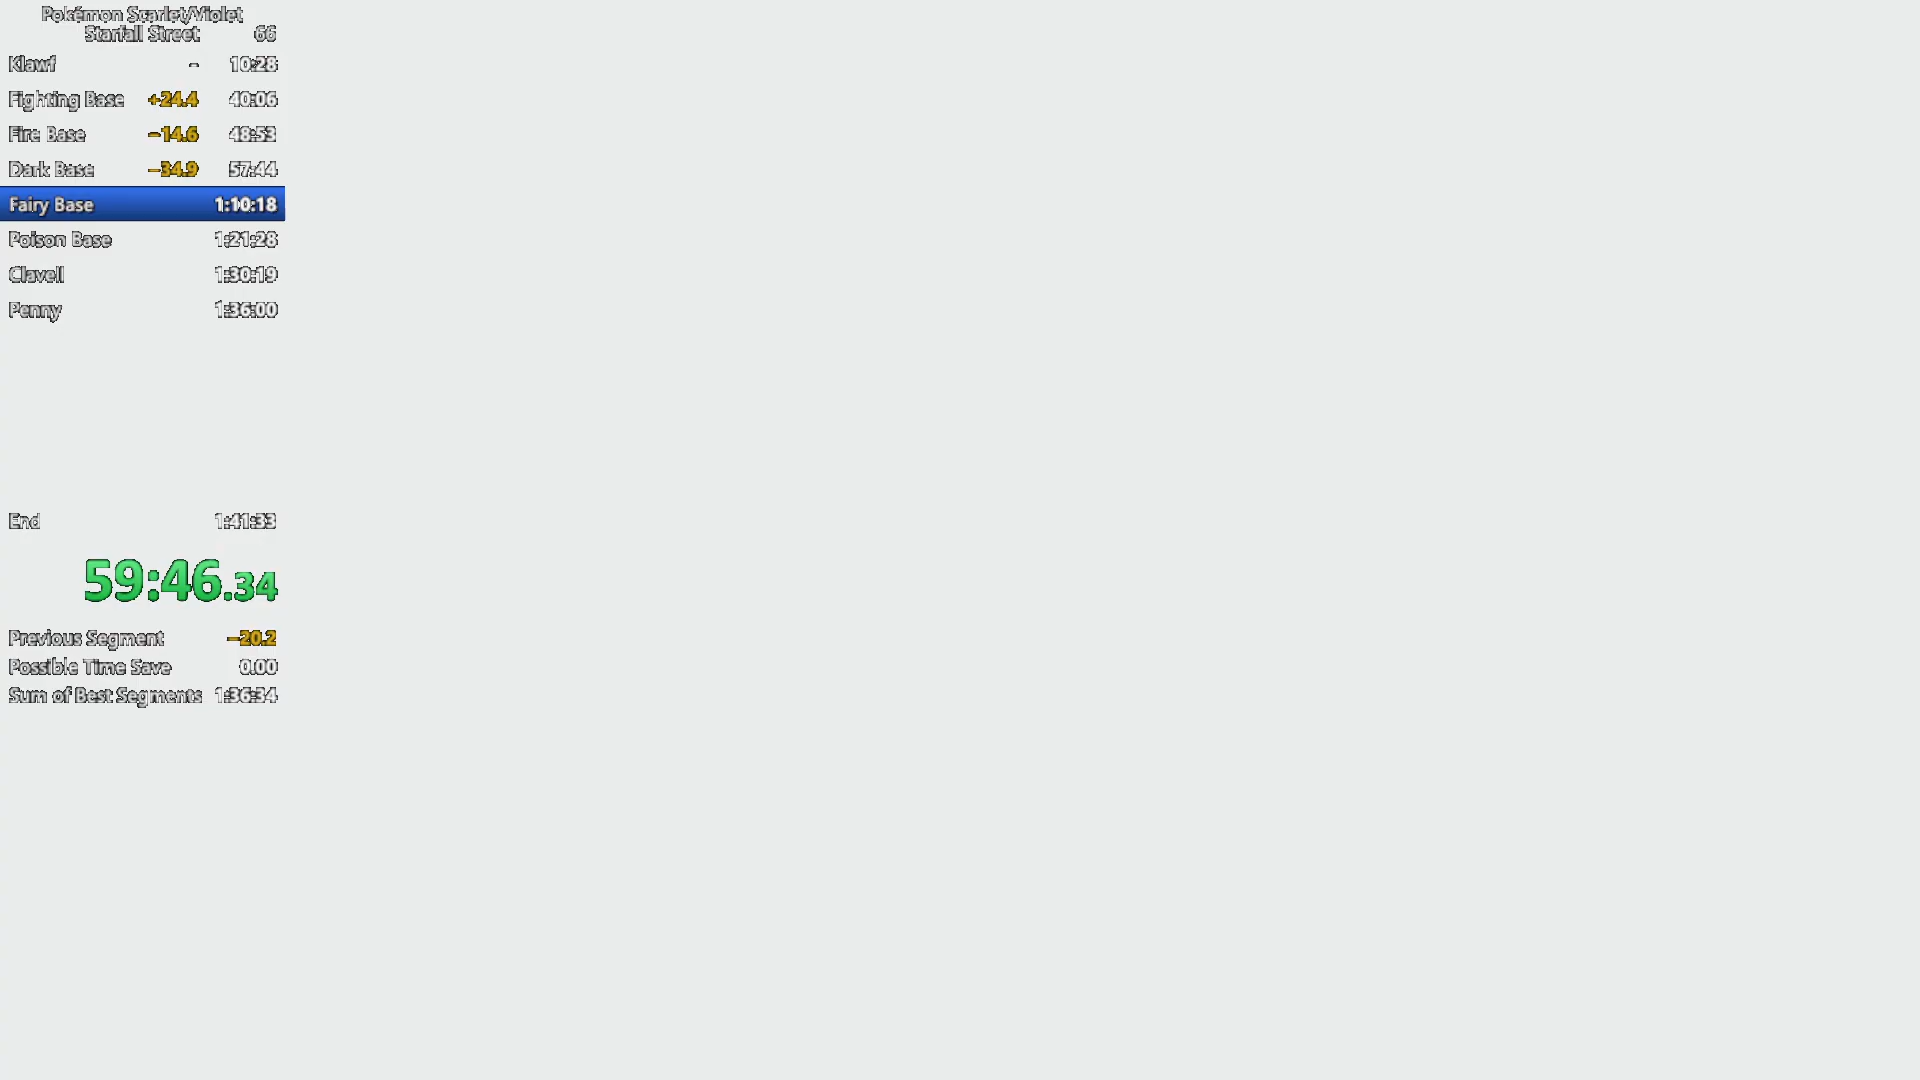 Pokémon Scarlet/Violet
Starfall Street 66
Klawf - 10:28
Fighting Base +24.4 40:06
Fire Base −14.6 48:53
Dark Base −34.9 57:44
Fairy Base 1:10:18
Poison Base 1:21:28
Clavell 1:30:19
Penny 1:36:00
End 1:41:33
59:46.34
Previous Segment −20.2
Possible Time Save 0.00
Sum of Best Segments 1:36:34